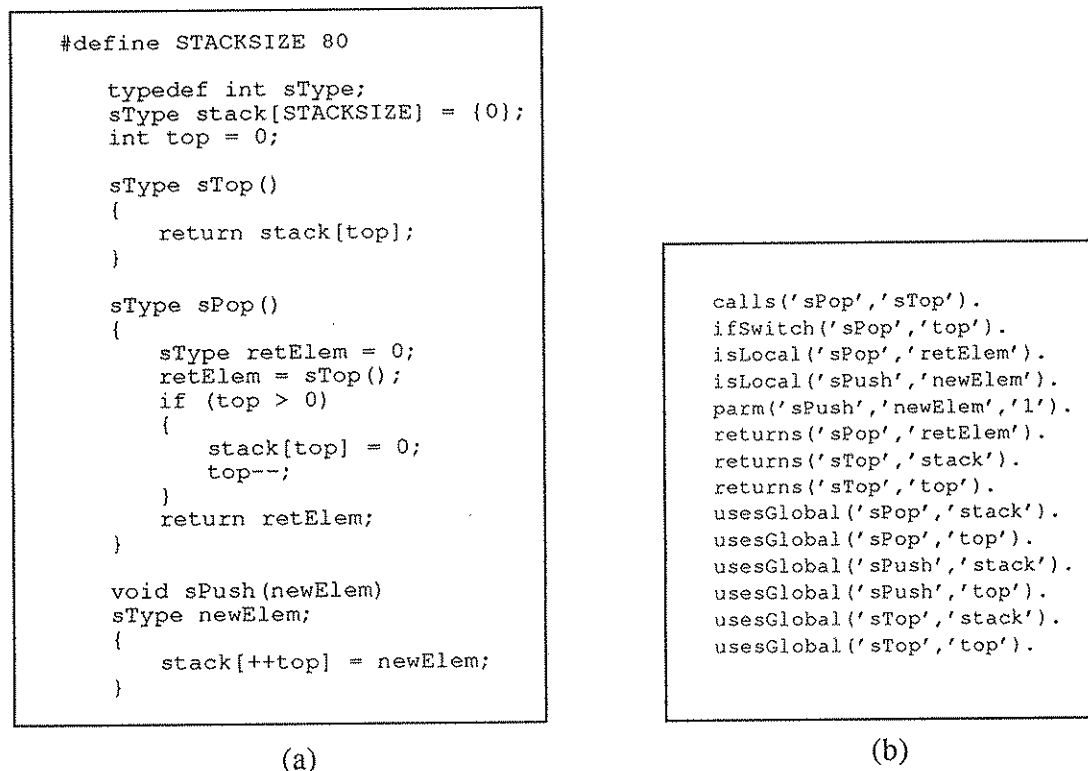 #define STACKSIZE 80
typedef int sType;
sType stack[STACKSIZE] = {0};
int top = 0;
sType sTop()
{
return stack[top];
}
sType sPop()
{
sType retElem = 0;
retElem = sTop();
if (top > 0)
{
stack[top] = 0;
top--;
}
return retElem;
}
void sPush(newElem)
sType newElem;
{
stack[++top] = newElem;
}
(a)
calls('sPop','sTop').
ifSwitch('sPop','top').
isLocal('sPop','retElem').
isLocal('sPush','newElem').
parm('sPush','newElem','1').
returns('sPop','retElem').
returns('sTop','stack').
returns('sTop','top').
usesGlobal('sPop','stack').
usesGlobal('sPop','top').
usesGlobal('sPush','stack').
usesGlobal('sPush','top').
usesGlobal('sTop','stack').
usesGlobal('sTop','top').
(b)